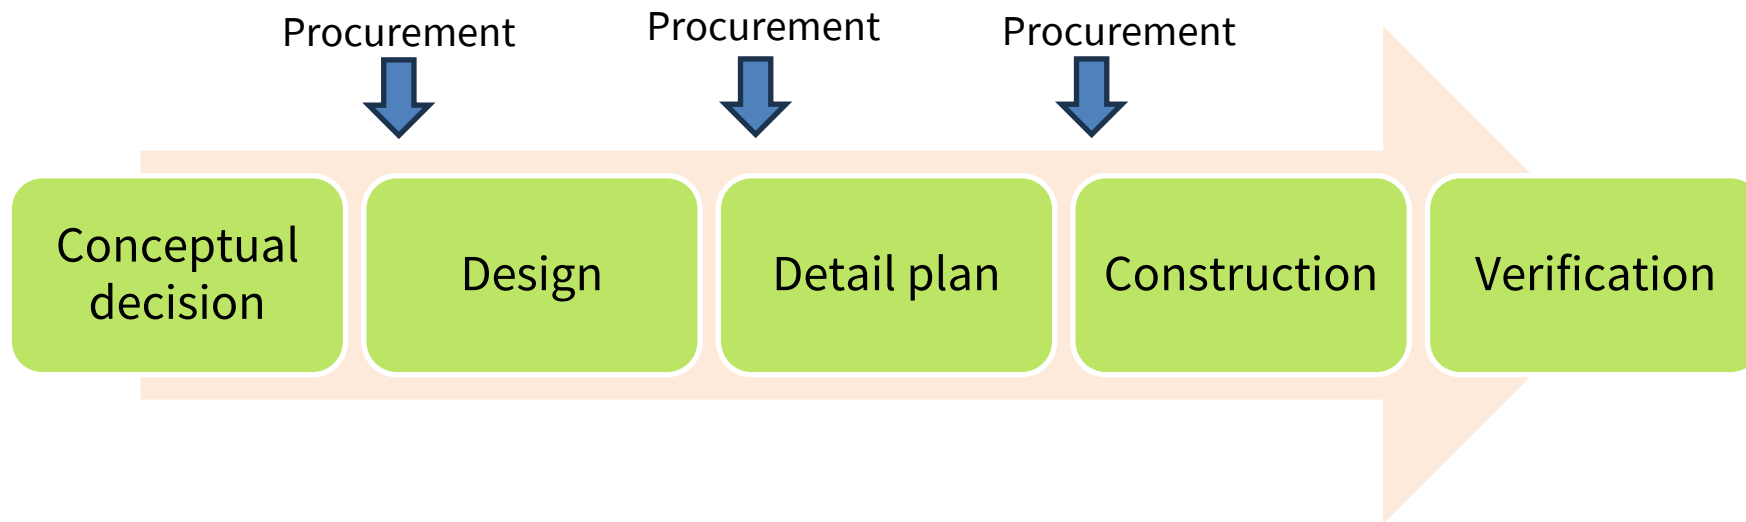 Procurement
Procurement
Procurement
Conceptual
decision
Design
Detail plan
Construction
Verification